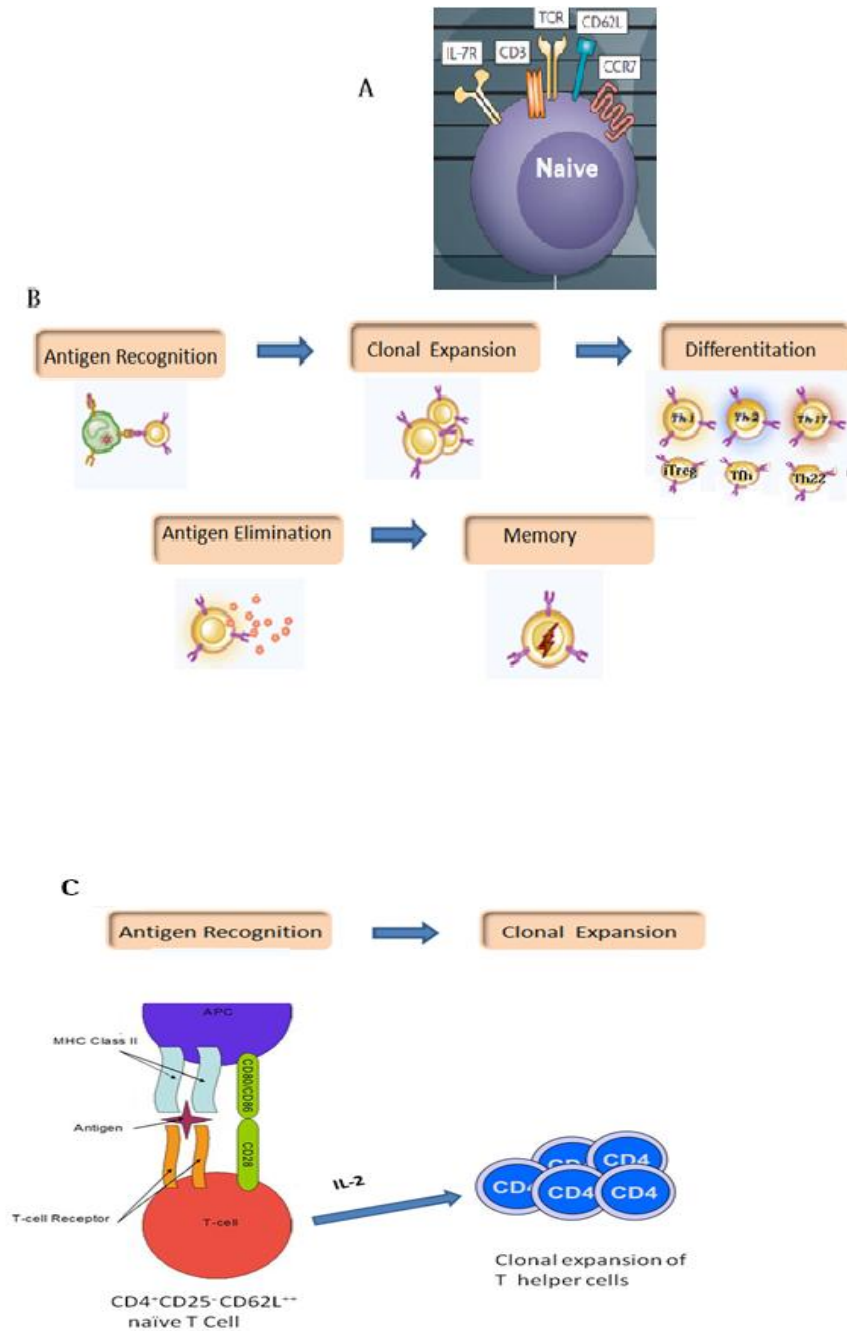 A
IL-7R
CD3
TCR
CD62L
CCR7
Naive
B
Antigen Recognition
Clonal Expansion
Differentitation
Th1
Th2
Th17
iTreg
Tfh
Th22
Antigen Elimination
Memory
C
Antigen Recognition
Clonal Expansion
APC
MHC Class II
CD80/CD86
Antigen
CD28
T-cell Receptor
T-cell
IL-2
CD4
CD4
CD4
CD4
Clonal expansion of
T helper cells
CD4⁺CD25⁻CD62L⁺⁺
naïve T Cell